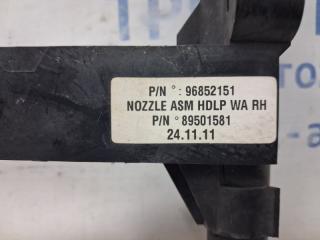 P/N °: 96852151
NOZZLE ASM HDLP WA RH
P/N ° 89501581
24.11.11